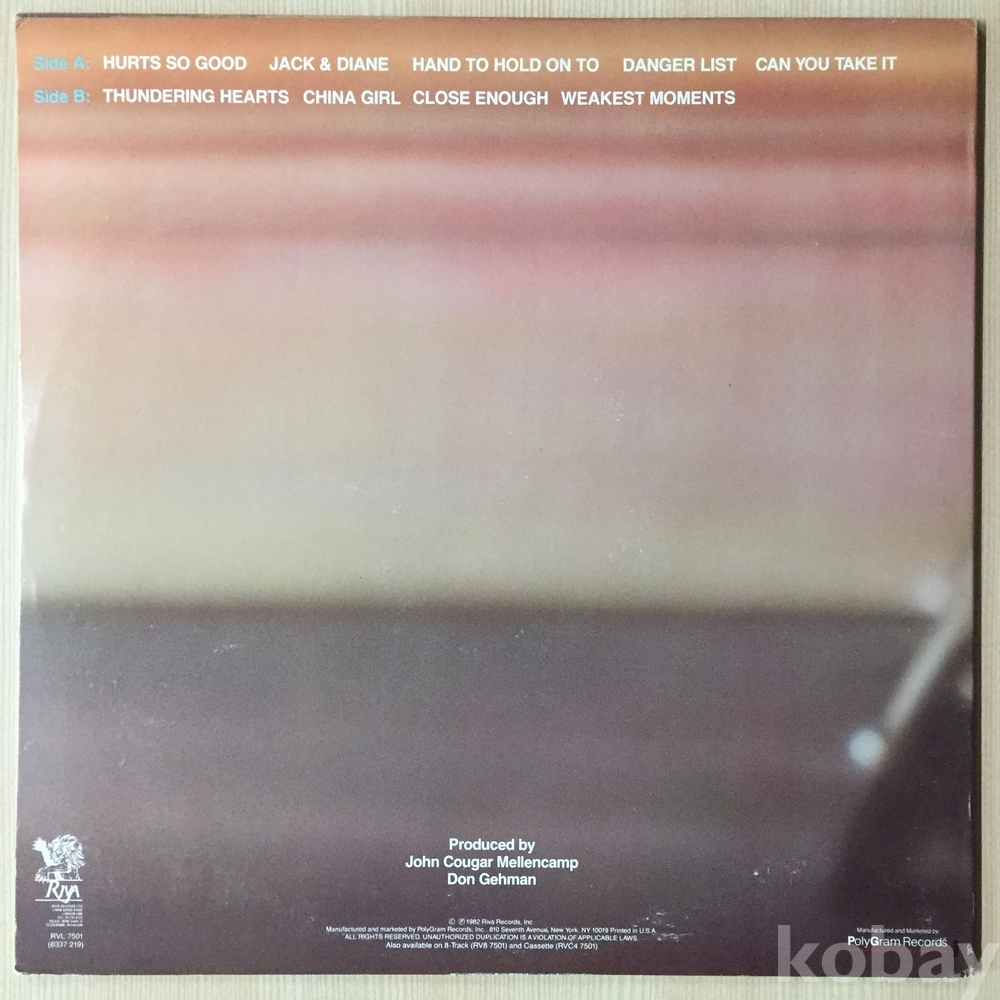 Side A: HURTS SO GOOD JACK & DIANE HAND TO HOLD ON TO DANGER LIST CAN YOU TAKE IT
Side B: THUNDERING HEARTS CHINA GIRL CLOSE ENOUGH WEAKEST MOMENTS
Produced by
John Cougar Mellencamp
Don Gehman
RIVA
RVL 7501
(6337 219)
© ℗ 1982 Riva Records, Inc.
Manufactured and marketed by PolyGram Records, Inc., 810 Seventh Avenue, New York, NY 10019 Printed in U.S.A.
ALL RIGHTS RESERVED. UNAUTHORIZED DUPLICATION IS A VIOLATION OF APPLICABLE LAWS.
Also available on 8-Track (RV8 7501) and Cassette (RVC4 7501)
Manufactured and Marketed by
PolyGram Records
kobay